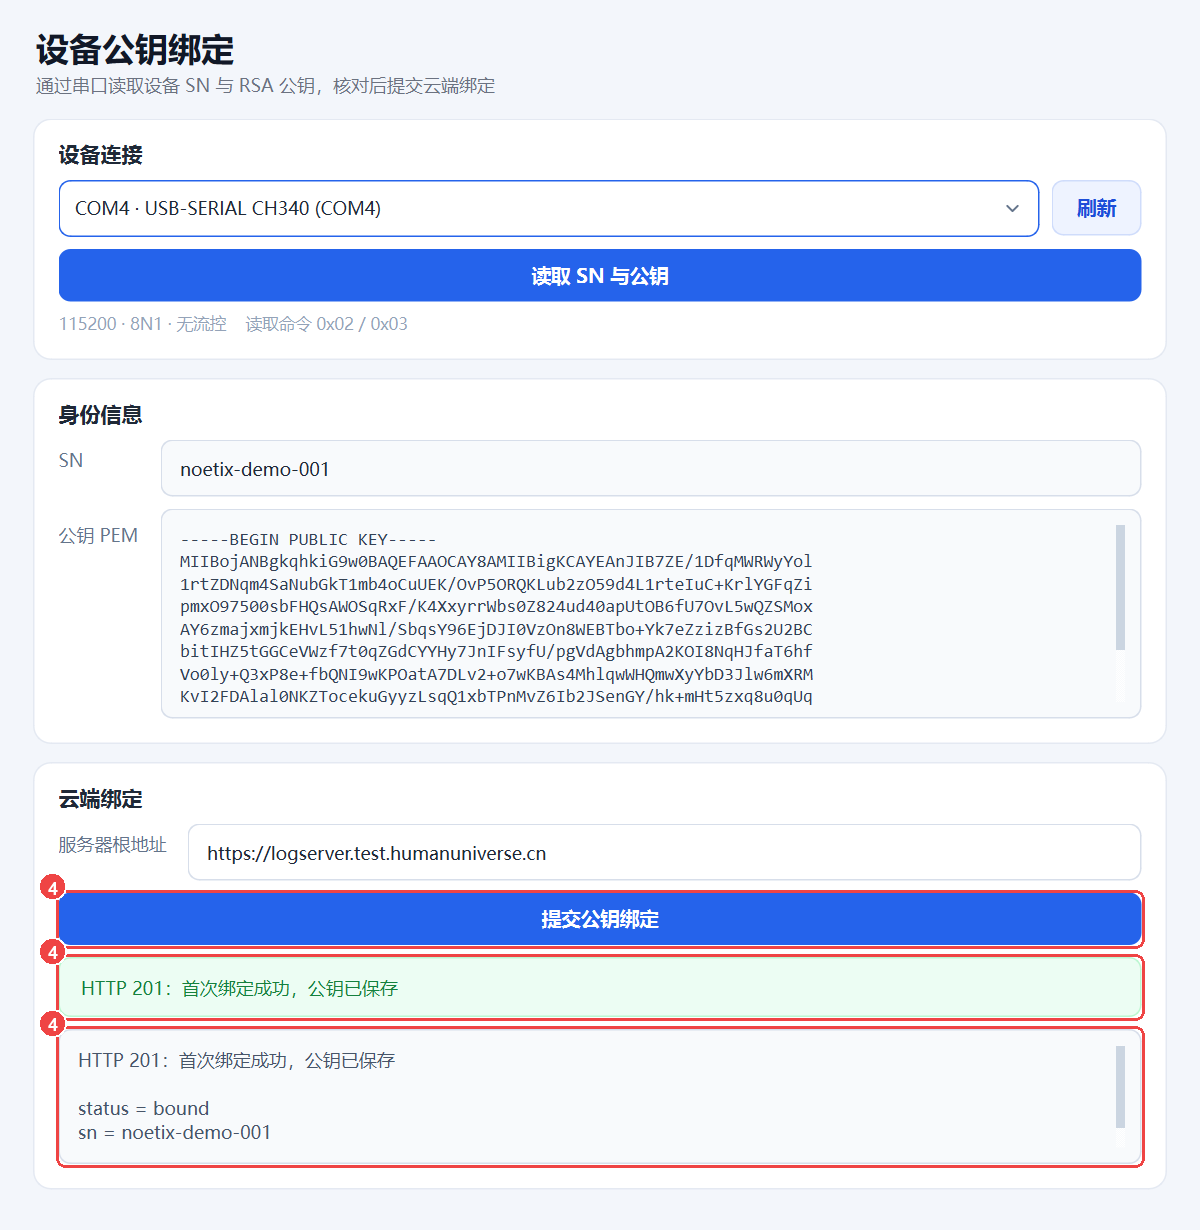 设备公钥绑定
通过串口读取设备 SN 与 RSA 公钥，核对后提交云端绑定
设备连接
COM4 · USB-SERIAL CH340 (COM4)
刷新
读取 SN 与公钥
115200 · 8N1 · 无流控 读取命令 0x02 / 0x03
身份信息
SN
noetix-demo-001
公钥 PEM
-----BEGIN PUBLIC KEY-----
MIIBojANBgkqhkiG9w0BAQEFAAOCAY8AMIIBigKCAYEAnJIB7ZE/1DfqMWRWyYol
1rtZDNqm4SaNubGkT1mb4oCuUEK/OvP5ORQKLub2zO59d4L1rteIuC+KrlYGFqZi
pmxO97500sbFHQsAWOSqRxF/K4XxyrrWbs0Z824ud40apUtOB6fU7OvL5wQZSMox
AY6zmajxmjkEHvL51hwNl/SbqsY96EjDJI0VzOn8WEBTbo+Yk7eZzizBfGs2U2BC
bitIHZ5tGGCeVWzf7t0qZGdCYYHy7JnIFsyfU/pgVdAgbhmpA2KOI8NqHJfaT6hf
Vo0ly+Q3xP8e+fbQNI9wKPOatA7DLv2+o7wKBAs4MhlqwWHQmwXyYbD3Jlw6mXRM
KvI2FDAlal0NKZTocekuGyyzLsqQ1xbTPnMvZ6Ib2JSenGY/hk+mHt5zxq8u0qUq
云端绑定
服务器根地址
https://logserver.test.humanuniverse.cn
4
提交公钥绑定
4
HTTP 201：首次绑定成功，公钥已保存
4
HTTP 201：首次绑定成功，公钥已保存
status = bound
sn = noetix-demo-001